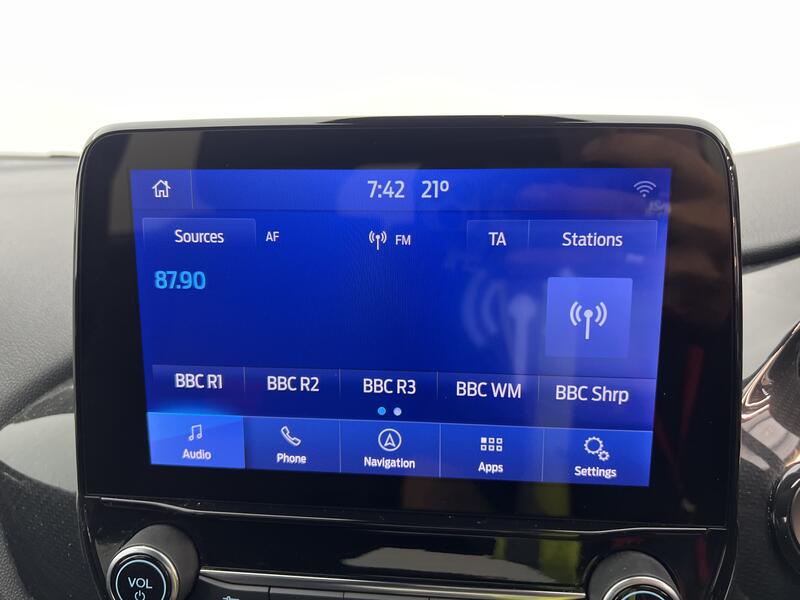 7:42 21º
Sources AF FM TA Stations
87.90
BBC R1 BBC R2 BBC R3 BBC WM BBC Shrp
Audio Phone Navigation Apps Settings
VOL